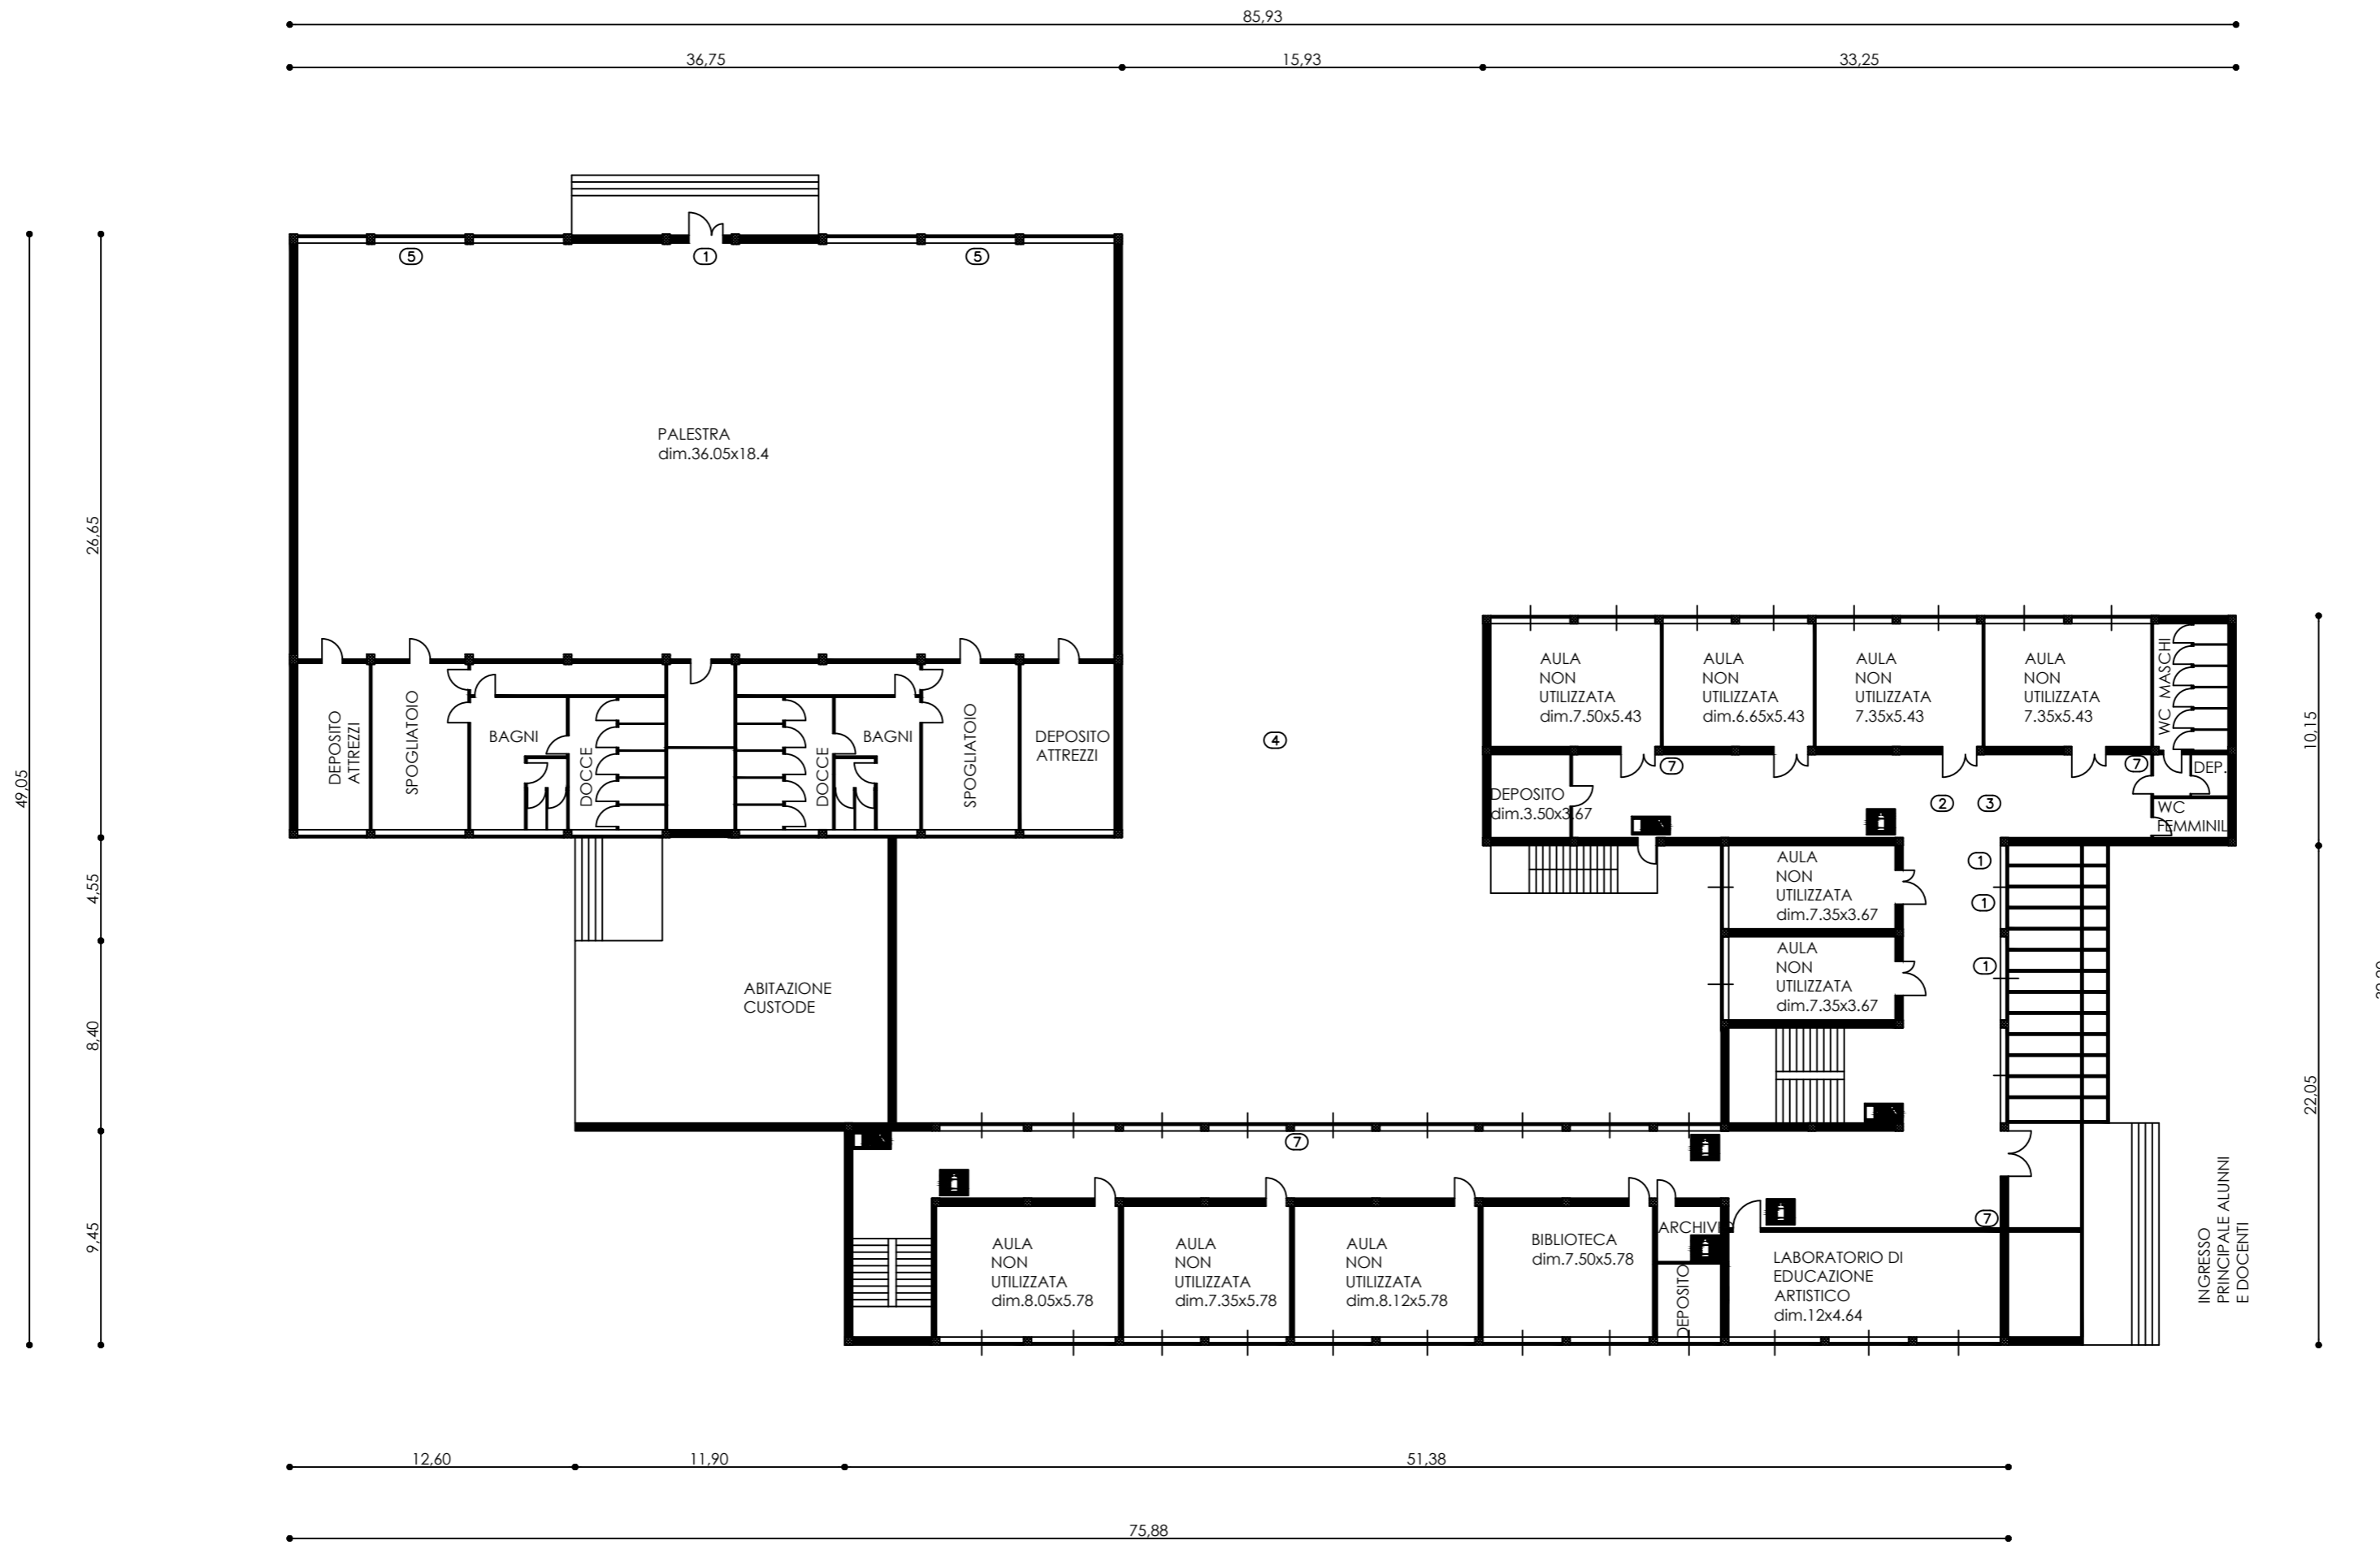 85,93
36,75
15,93
33,25
5
1
5
PALESTRA
dim.36.05x18.4
49,05
26,65
4,55
8,40
9,45
DEPOSITO
ATTREZZI
SPOGLIATOIO
BAGNI
DOCCE
DOCCE
BAGNI
SPOGLIATOIO
DEPOSITO
ATTREZZI
4
AULA
NON
UTILIZZATA
dim.7.50x5.43
AULA
NON
UTILIZZATA
dim.6.65x5.43
AULA
NON
UTILIZZATA
7.35x5.43
AULA
NON
UTILIZZATA
7.35x5.43
WC MASCHI
10,15
7
7
DEP.
DEPOSITO
dim.3.50x3.67
2
3
WC
FEMMINIL
AULA
NON
UTILIZZATA
dim.7.35x3.67
1
1
AULA
NON
UTILIZZATA
dim.7.35x3.67
1
ABITAZIONE
CUSTODE
22,05
7
7
ARCHIVIO
DEPOSITO
AULA
NON
UTILIZZATA
dim.8.05x5.78
AULA
NON
UTILIZZATA
dim.7.35x5.78
AULA
NON
UTILIZZATA
dim.8.12x5.78
BIBLIOTECA
dim.7.50x5.78
LABORATORIO DI
EDUCAZIONE
ARTISTICO
dim.12x4.64
INGRESSO
PRINCIPALE ALUNNI
E DOCENTI
12,60
11,90
51,38
75,88